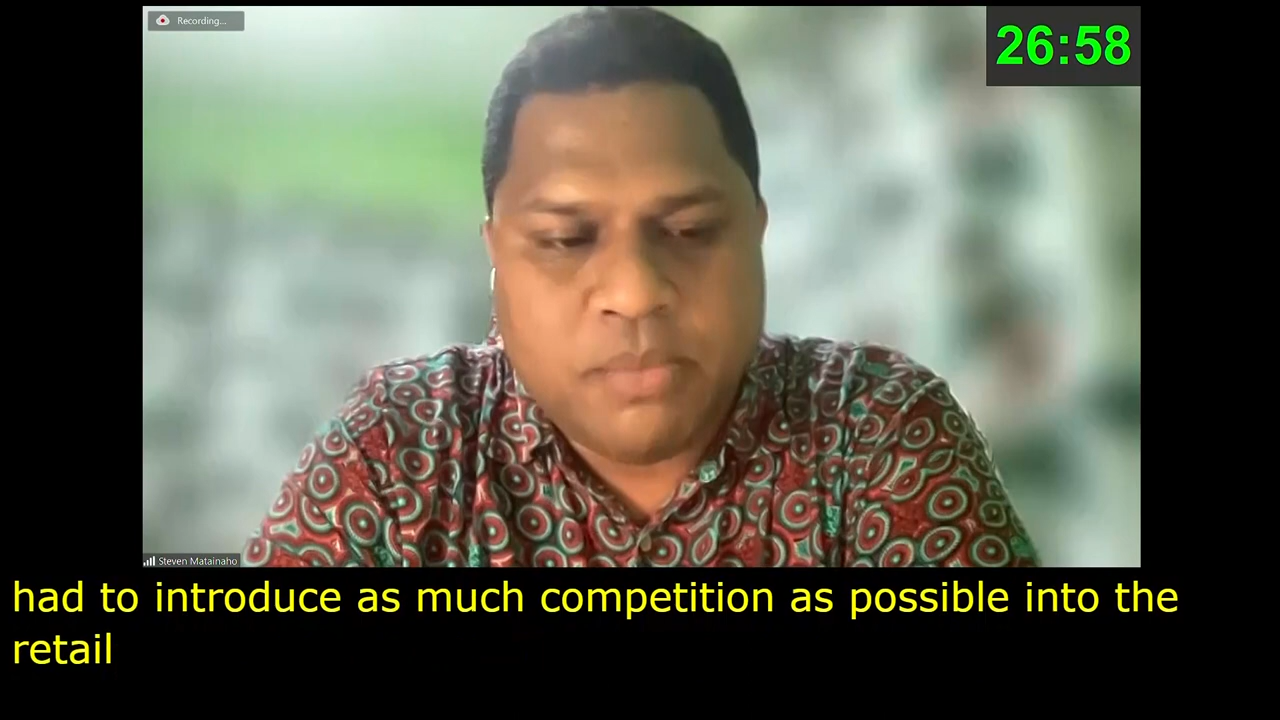 Recording...
26:58
Steven Matainaho
had to introduce as much competition as possible into the
retail